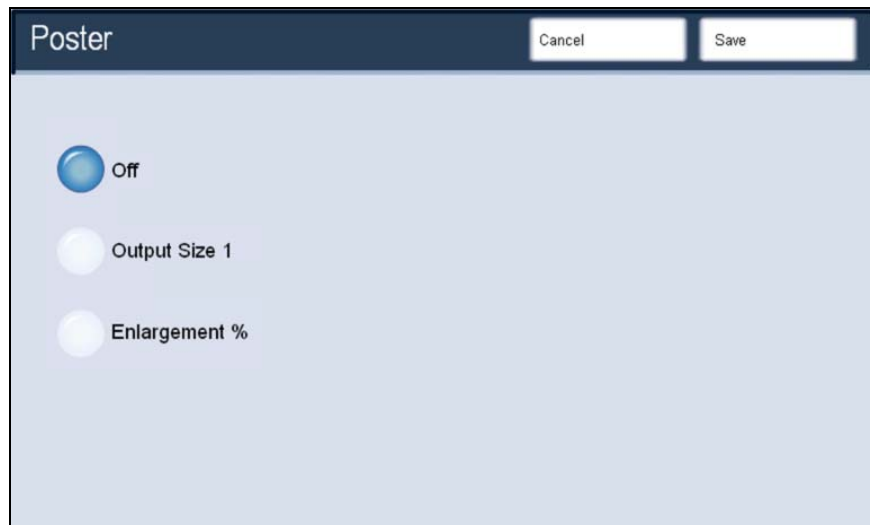 Poster
Cancel
Save
Off
Output Size 1
Enlargement %